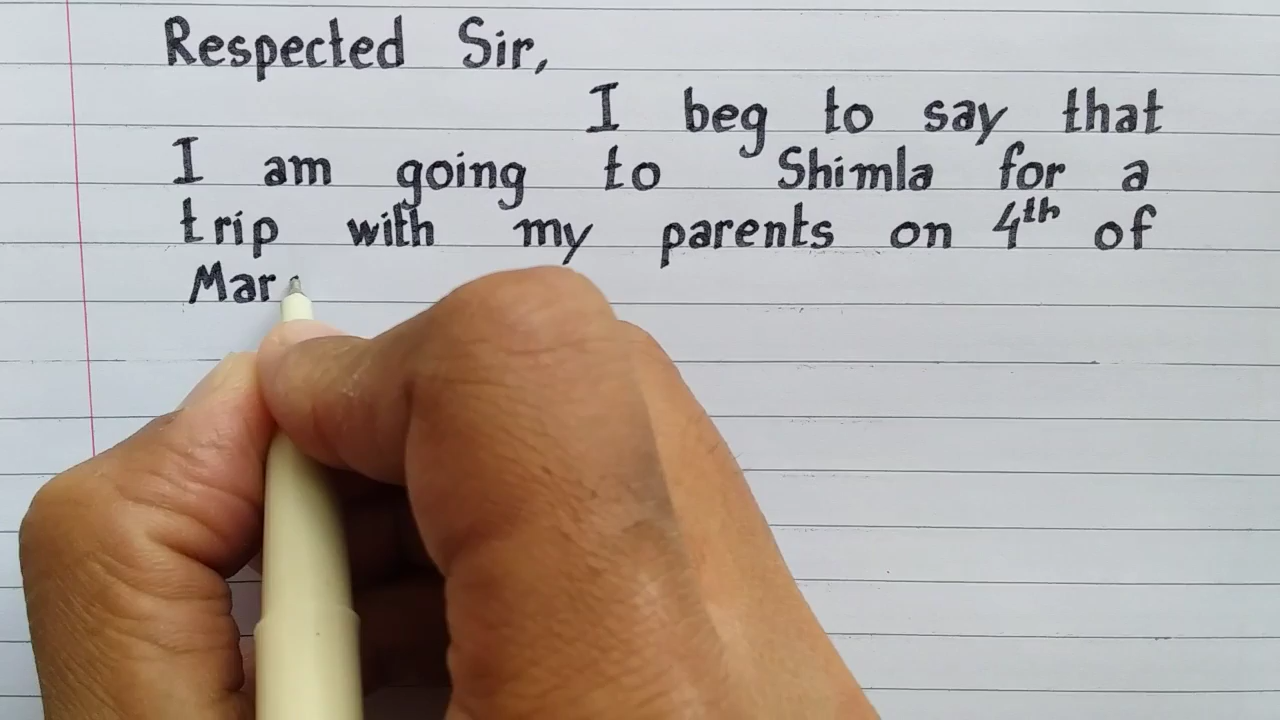 Respected Sir,
I beg to say that
I am going to Shimla for a
trip with my parents on 4th of
Mar